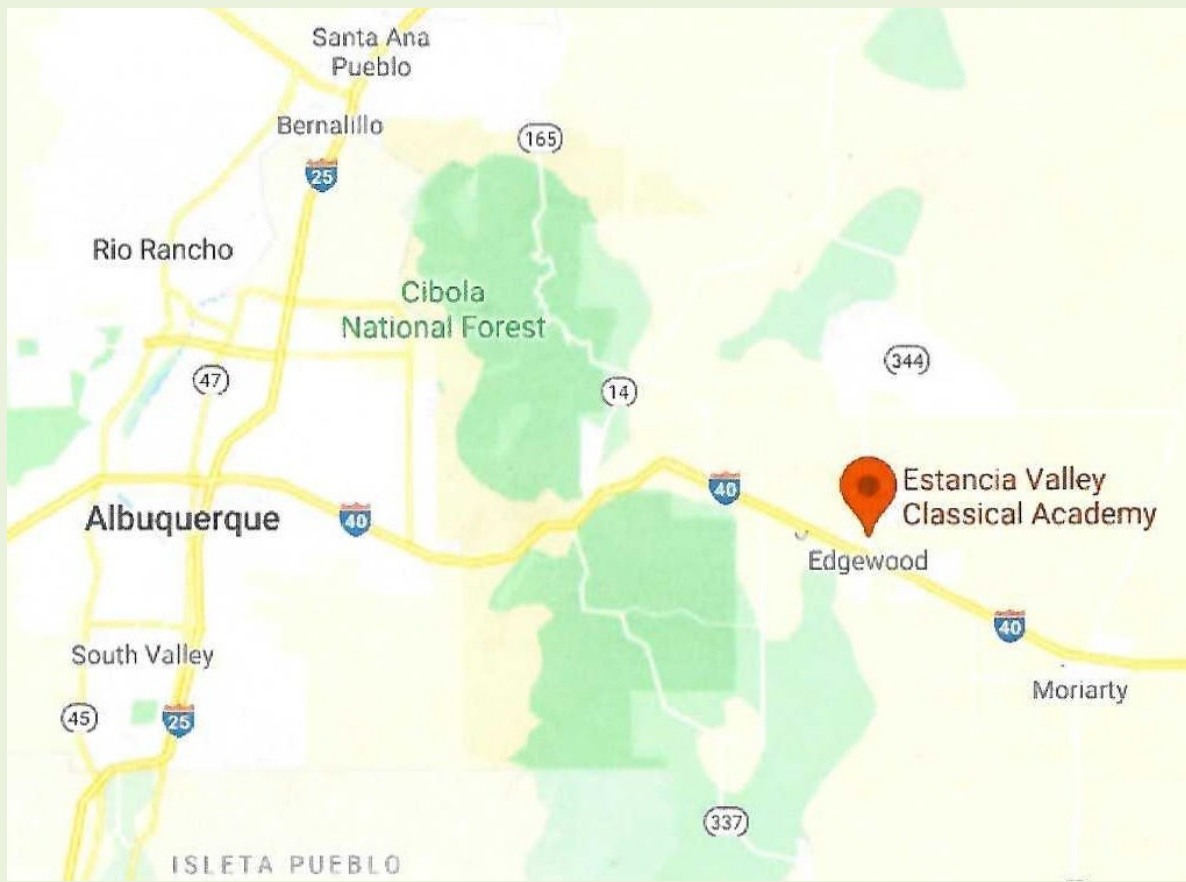 Santa Ana
Pueblo
Bernalillo
165
25
Rio Rancho
Cibola
National Forest
344
47
14
Estancia Valley
Classical Academy
40
Albuquerque
40
Edgewood
40
South Valley
Moriarty
45
25
337
ISLETA PUEBLO